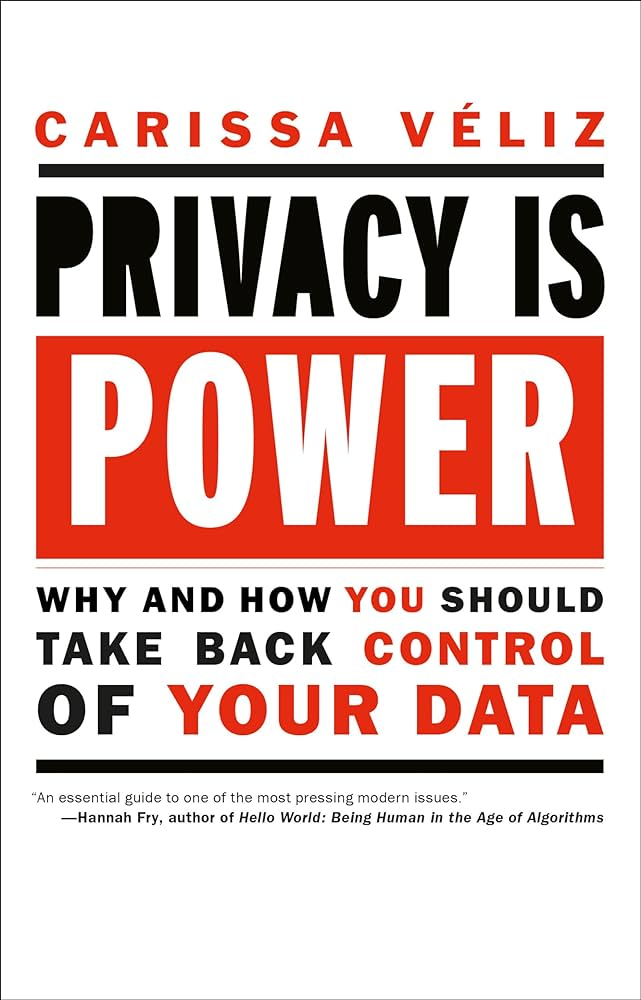 CARISSA VÉLIZ
PRIVACY IS
POWER
WHY AND HOW YOU SHOULD
TAKE BACK CONTROL
OF YOUR DATA
“An essential guide to one of the most pressing modern issues.”
—Hannah Fry, author of Hello World: Being Human in the Age of Algorithms